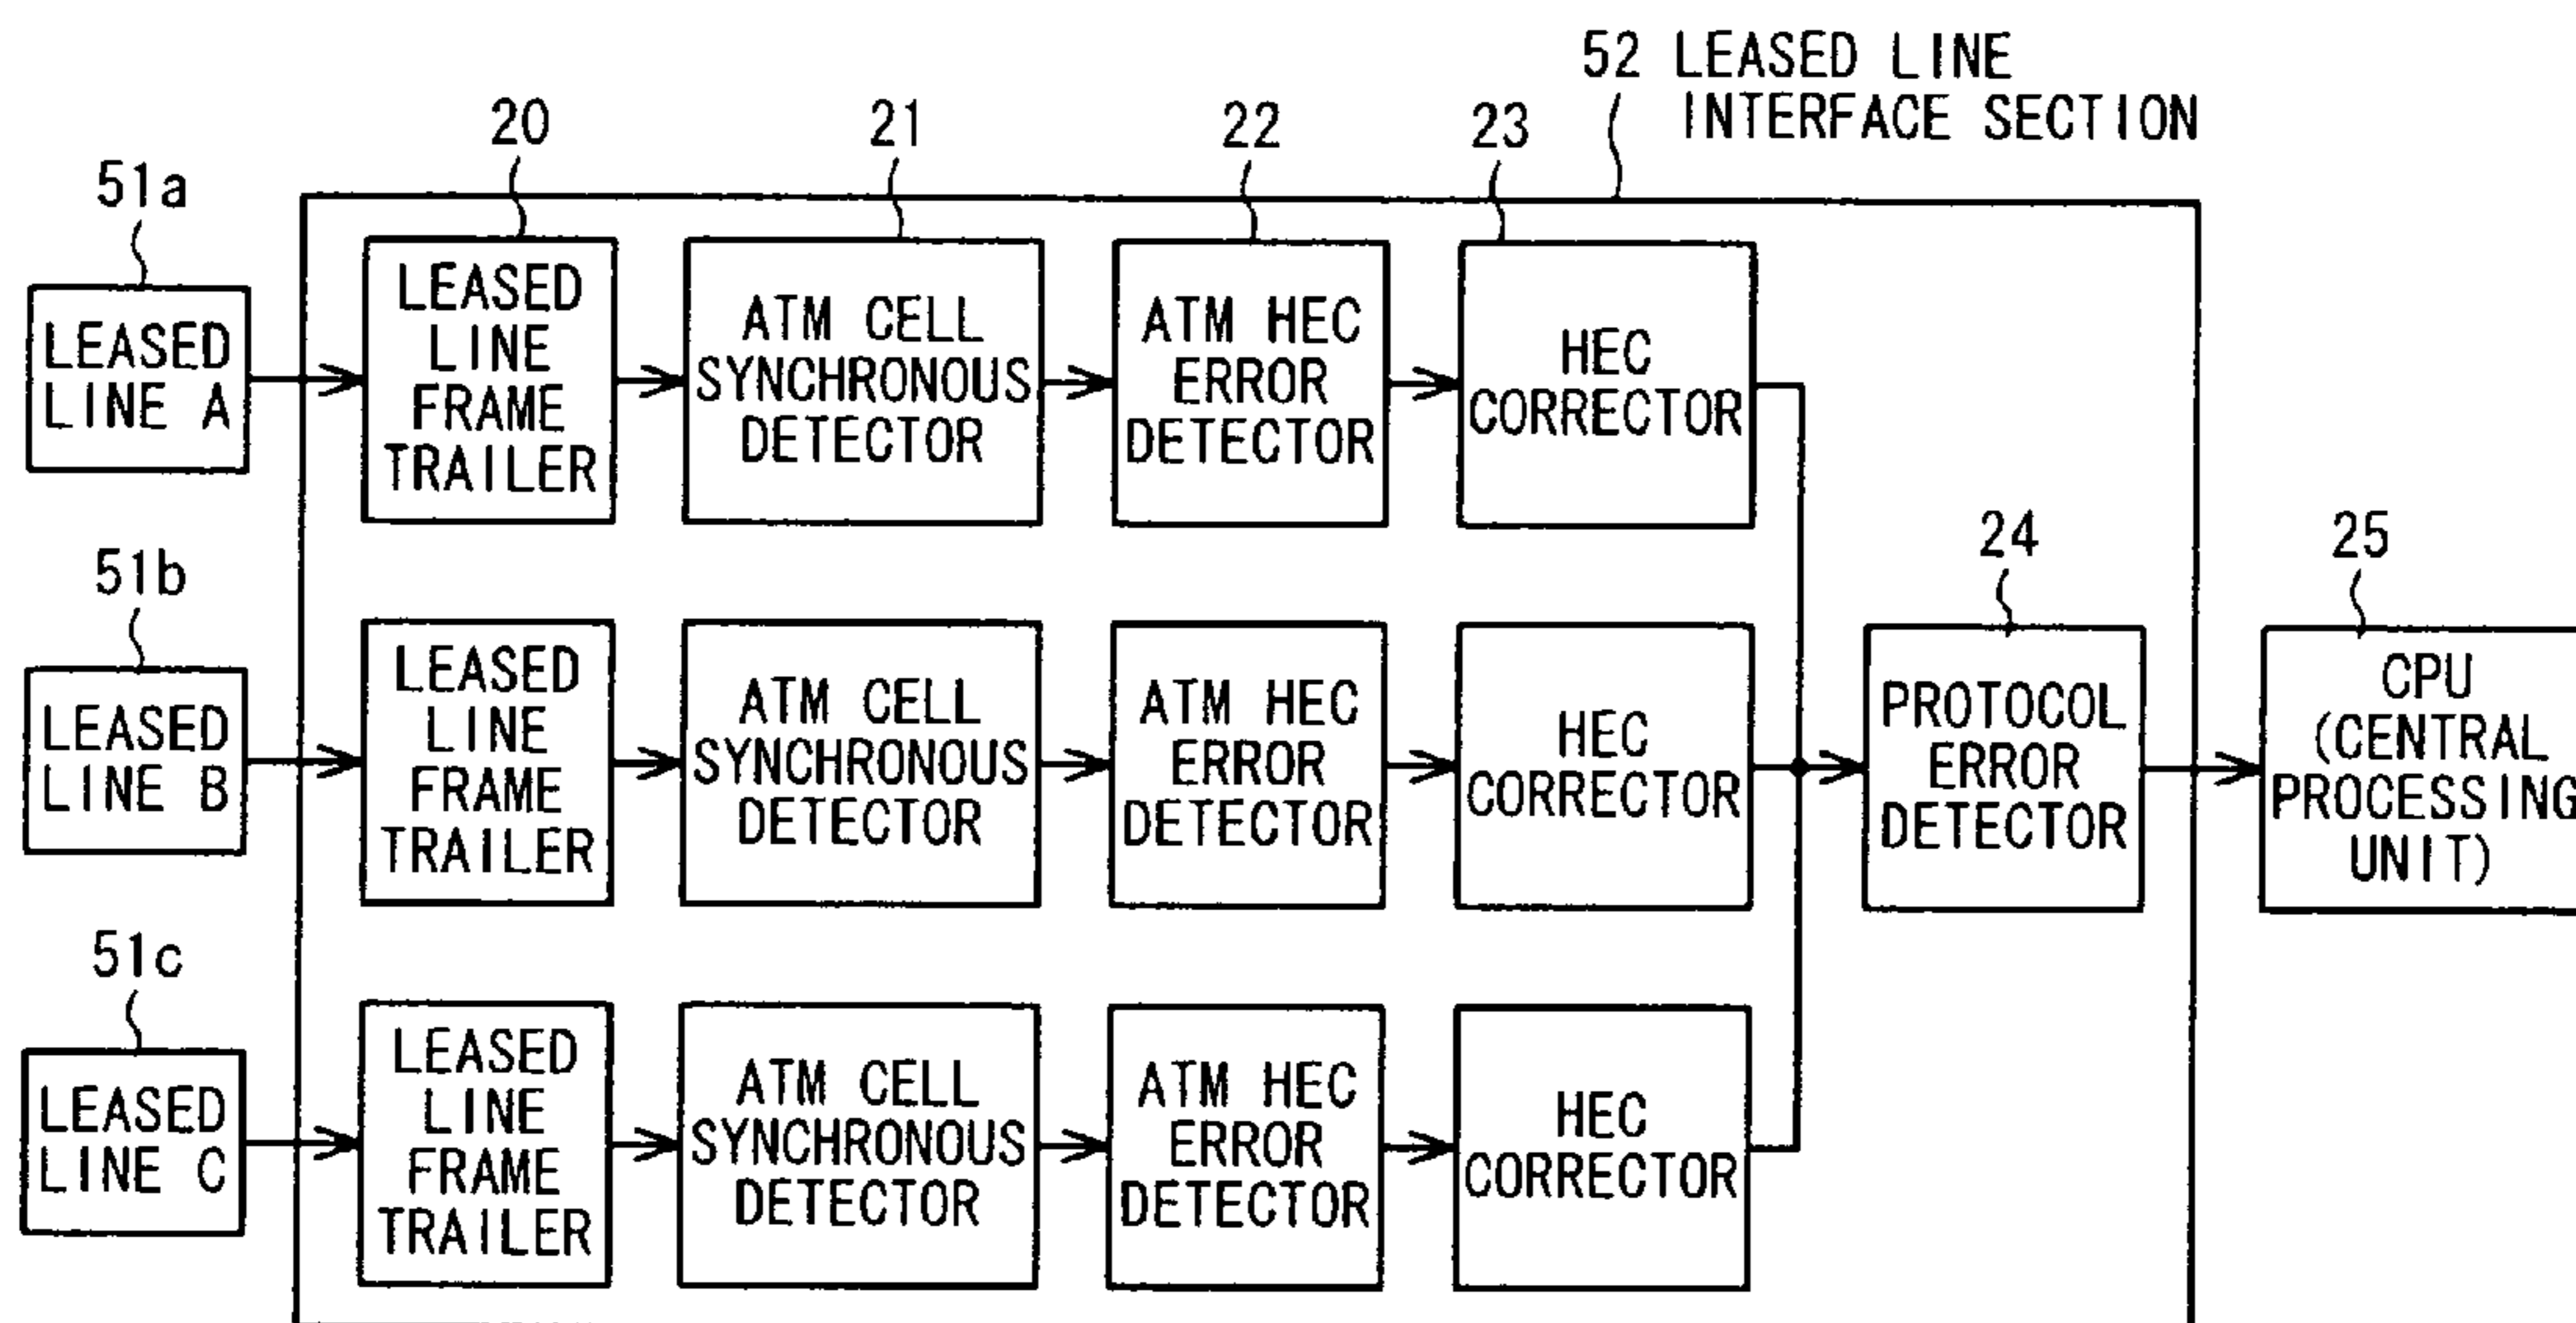 52 LEASED LINE
INTERFACE SECTION
20
21
22
23
51a
LEASED
LINE A
LEASED
LINE
FRAME
TRAILER
ATM CELL
SYNCHRONOUS
DETECTOR
ATM HEC
ERROR
DETECTOR
HEC
CORRECTOR
51b
LEASED
LINE B
LEASED
LINE
FRAME
TRAILER
ATM CELL
SYNCHRONOUS
DETECTOR
ATM HEC
ERROR
DETECTOR
HEC
CORRECTOR
24
PROTOCOL
ERROR
DETECTOR
25
CPU
(CENTRAL
PROCESSING
UNIT)
51c
LEASED
LINE C
LEASED
LINE
FRAME
TRAILER
ATM CELL
SYNCHRONOUS
DETECTOR
ATM HEC
ERROR
DETECTOR
HEC
CORRECTOR